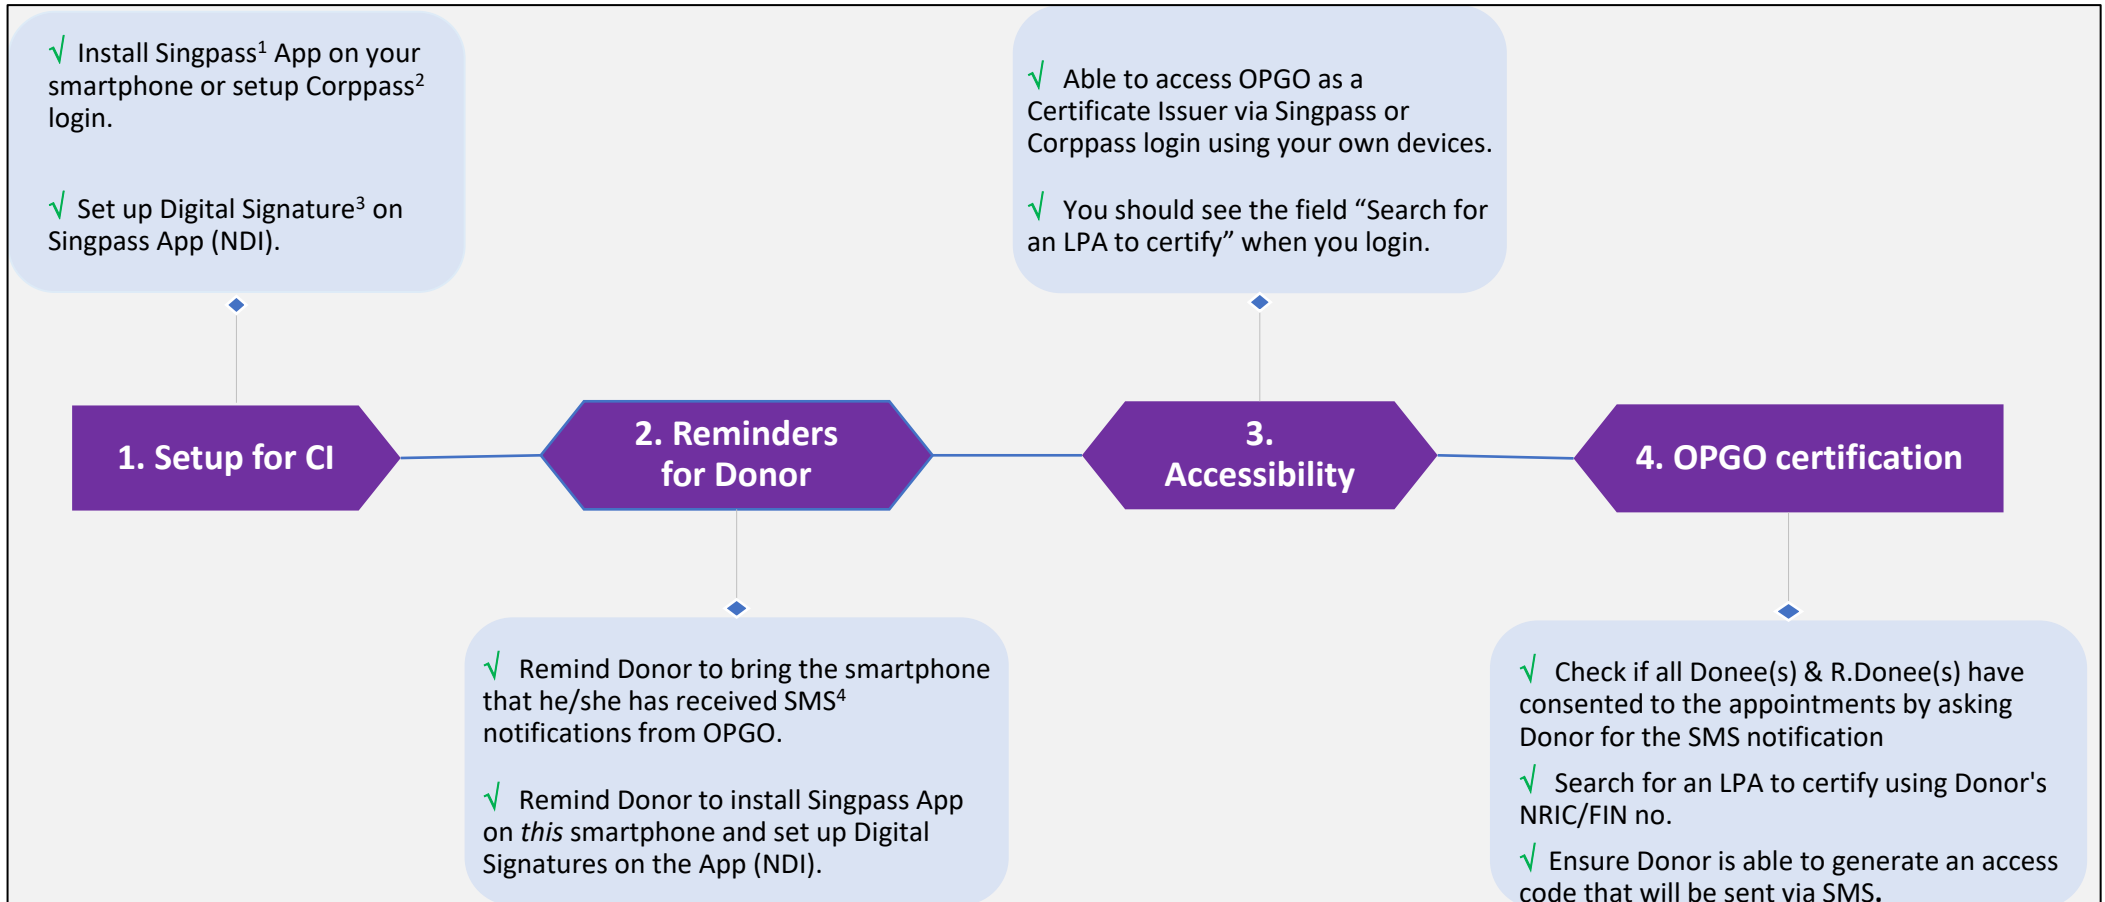 √ Install Singpass¹ App on your
smartphone or setup Corppass²
login.
√ Set up Digital Signature³ on
Singpass App (NDI).
√ Able to access OPGO as a
Certificate Issuer via Singpass or
Corppass login using your own devices.
√ You should see the field “Search for
an LPA to certify” when you login.
1. Setup for CI
2. Reminders
for Donor
3.
Accessibility
4. OPGO certification
√ Remind Donor to bring the smartphone
that he/she has received SMS⁴
notifications from OPGO.
√ Remind Donor to install Singpass App
on this smartphone and set up Digital
Signatures on the App (NDI).
√ Check if all Donee(s) & R.Donee(s) have
consented to the appointments by asking
Donor for the SMS notification
√ Search for an LPA to certify using Donor's
NRIC/FIN no.
√ Ensure Donor is able to generate an access
code that will be sent via SMS.